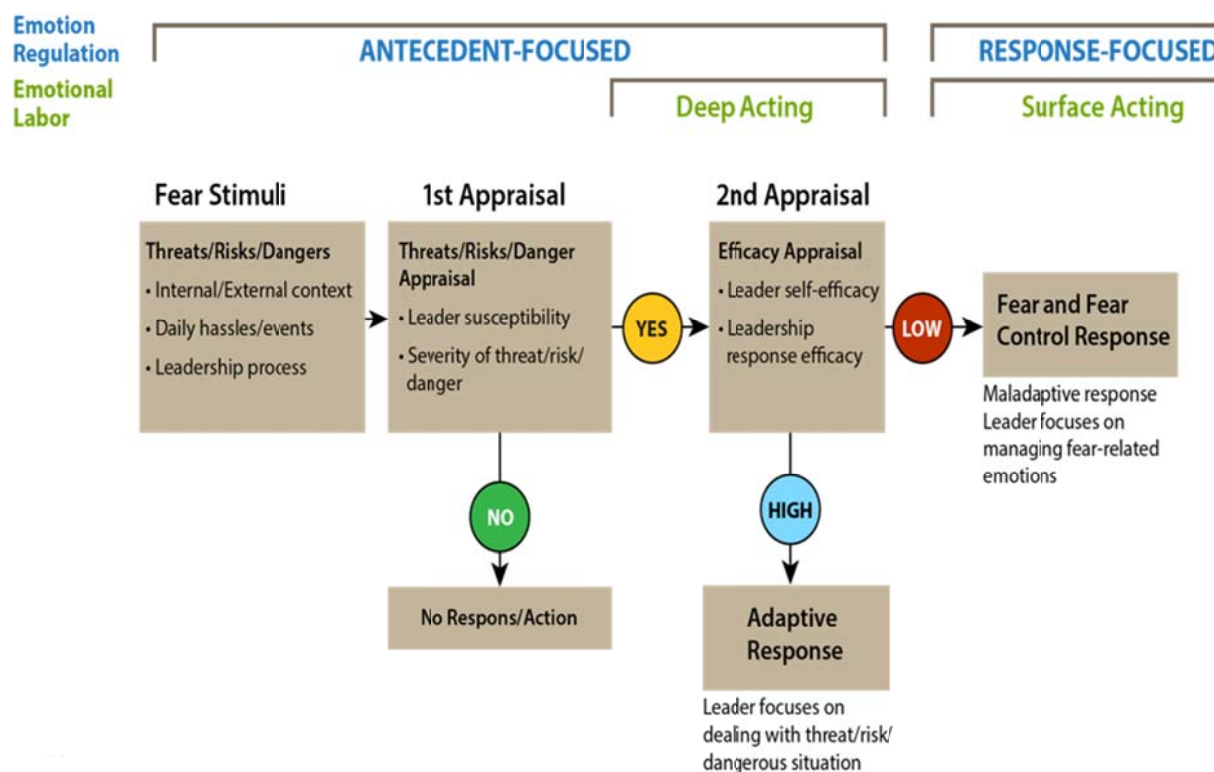 Emotion
Regulation
ANTECEDENT-FOCUSED
RESPONSE-FOCUSED
Emotional
Labor
Deep Acting
Surface Acting
Fear Stimuli
Threats/Risks/Dangers
• Internal/External context
• Daily hassles/events
• Leadership process
1st Appraisal
Threats/Risks/Danger
Appraisal
• Leader susceptibility
• Severity of threat/risk/
danger
YES
2nd Appraisal
Efficacy Appraisal
• Leader self-efficacy
• Leadership
response efficacy
LOW
Fear and Fear
Control Response
Maladaptive response
Leader focuses on
managing fear-related
emotions
NO
HIGH
No Respons/Action
Adaptive
Response
Leader focuses on
dealing with threat/risk/
dangerous situation